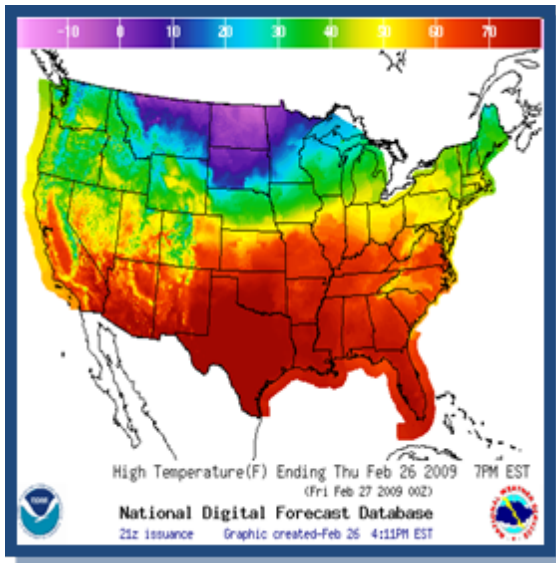 -10 0 10 20 30 40 50 60 70
High Temperature(F) Ending Thu Feb 26 2009 7PM EST
(Fri Feb 27 2009 00Z)
National Digital Forecast Database
21z issuance Graphic created-Feb 26 4:11PM EST